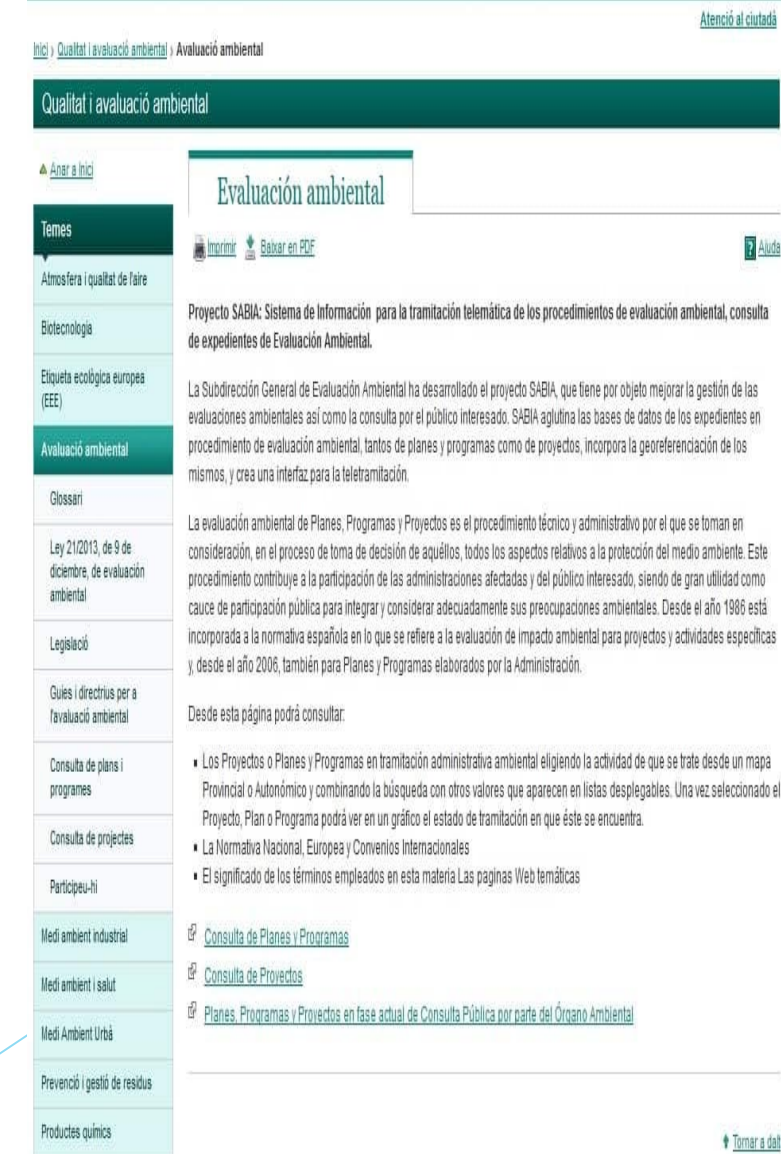 Atenció al ciutadà
Inici › Qualitat i avaluació ambiental › Avaluació ambiental
Qualitat i avaluació ambiental
Anar a Inici
Temes
Atmosfera i qualitat de l'aire
Biotecnologia
Etiqueta ecològica europea
(EEE)
Avaluació ambiental
Glossari
Ley 21/2013, de 9 de
diciembre, de evaluación
ambiental
Legislació
Guies i directrius per a
l'avaluació ambiental
Consulta de plans i
programes
Consulta de projectes
Participeu-hi
Medi ambient industrial
Medi ambient i salut
Medi Ambient Urbà
Prevenció i gestió de residus
Productes químics
Evaluación ambiental
Imprimir Baixar en PDF
? Ajuda
Proyecto SABIA: Sistema de Información para la tramitación telemática de los procedimientos de evaluación ambiental, consulta
de expedientes de Evaluación Ambiental.
La Subdirección General de Evaluación Ambiental ha desarrollado el proyecto SABIA, que tiene por objeto mejorar la gestión de las
evaluaciones ambientales así como la consulta por el público interesado. SABIA aglutina las bases de datos de los expedientes en
procedimiento de evaluación ambiental, tantos de planes y programas como de proyectos, incorpora la georeferenciación de los
mismos, y crea una interfaz para la teletramitación.
La evaluación ambiental de Planes, Programas y Proyectos es el procedimiento técnico y administrativo por el que se toman en
consideración, en el proceso de toma de decisión de aquéllos, todos los aspectos relativos a la protección del medio ambiente. Este
procedimiento contribuye a la participación de las administraciones afectadas y del público interesado, siendo de gran utilidad como
cauce de participación pública para integrar y considerar adecuadamente sus preocupaciones ambientales. Desde el año 1986 está
incorporada a la normativa española en lo que se refiere a la evaluación de impacto ambiental para proyectos y actividades específicas
y, desde el año 2006, también para Planes y Programas elaborados por la Administración.
Desde esta página podrá consultar:
▪ Los Proyectos o Planes y Programas en tramitación administrativa ambiental eligiendo la actividad de que se trate desde un mapa
Provincial o Autonómico y combinando la búsqueda con otros valores que aparecen en listas desplegables. Una vez seleccionado el
Proyecto, Plan o Programa podrá ver en un gráfico el estado de tramitación en que éste se encuentra.
▪ La Normativa Nacional, Europea y Convenios Internacionales
▪ El significado de los términos empleados en esta materia Las paginas Web temáticas
Consulta de Planes y Programas
Consulta de Proyectos
Planes, Programas y Proyectos en fase actual de Consulta Pública por parte del Órgano Ambiental
Tornar a dalt